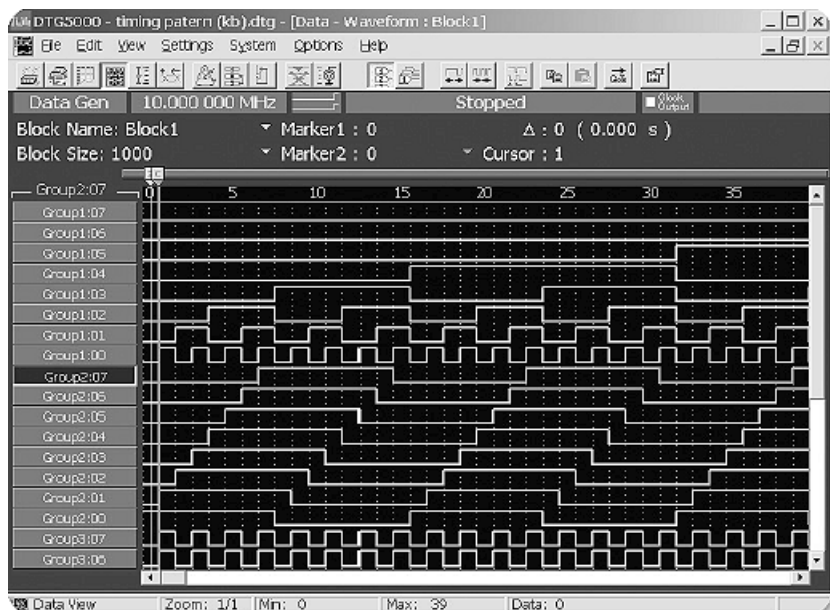 DTG5000 - timing patern (kb).dtg - [Data - Waveform : Block1]
File Edit View Settings System Options Help
Data Gen 10.000 000 MHz Stopped Clock Output
Block Name: Block1 Marker1 : 0 Δ : 0 ( 0.000 s )
Block Size: 1000 Marker2 : 0 Cursor : 1
Group2:07 0 5 10 15 20 25 30 35
Group1:07
Group1:06
Group1:05
Group1:04
Group1:03
Group1:02
Group1:01
Group1:00
Group2:07
Group2:06
Group2:05
Group2:04
Group2:03
Group2:02
Group2:01
Group2:00
Group3:07
Group3:06
Data View Zoom: 1/1 Min: 0 Max: 39 Data: 0